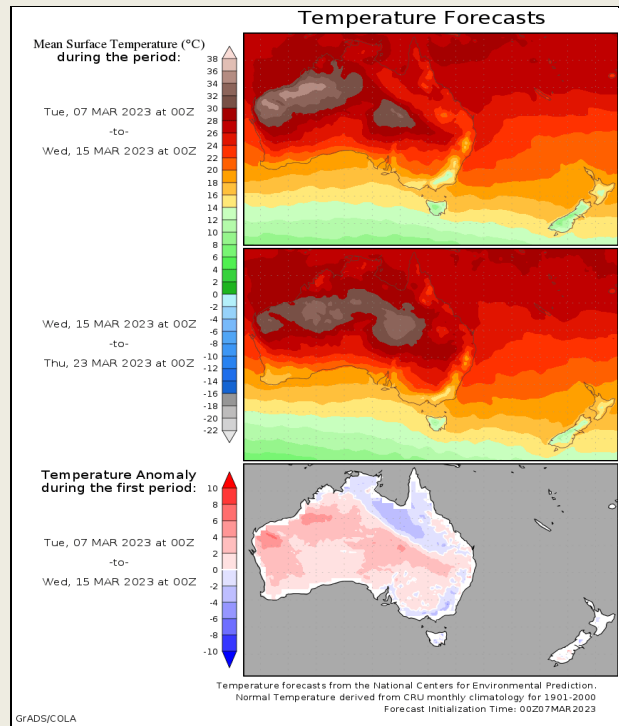 Temperature Forecasts
Mean Surface Temperature (°C)
during the period:
Tue, 07 MAR 2023 at 00Z
-to-
Wed, 15 MAR 2023 at 00Z
38
36
34
32
30
28
26
24
22
20
18
16
14
12
10
8
6
4
2
0
-2
-4
-6
-8
-10
-12
-14
-16
-18
-20
-22
Wed, 15 MAR 2023 at 00Z
-to-
Thu, 23 MAR 2023 at 00Z
Temperature Anomaly
during the first period:
Tue, 07 MAR 2023 at 00Z
-to-
Wed, 15 MAR 2023 at 00Z
10
8
6
4
2
0
-2
-4
-6
-8
-10
Temperature forecasts from the National Centers for Environmental Prediction.
Normal Temperature derived from CRU monthly climatology for 1901-2000
Forecast Initialization Time: 00Z07MAR2023
GrADS/COLA